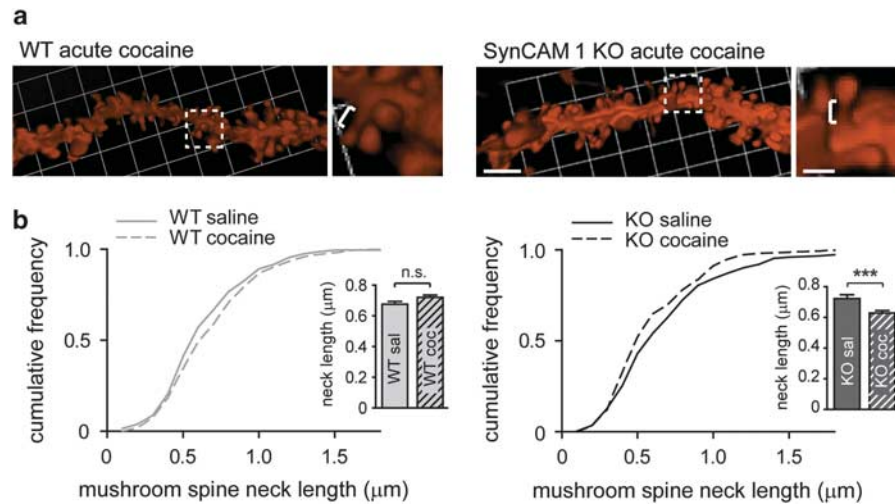 a
WT acute cocaine
SynCAM 1 KO acute cocaine
b
WT saline
WT cocaine
cumulative frequency
1.0
0.5
0
0.5
1.0
1.5
mushroom spine neck length (μm)
n.s.
neck length (μm)
0.8
0.6
0.4
0.2
0
WT sal
WT coc
KO saline
KO cocaine
cumulative frequency
1.0
0.5
0
0
0.5
1.0
1.5
mushroom spine neck length (μm)
***
neck length (μm)
0.8
0.6
0.4
0.2
0
KO sal
KO coc